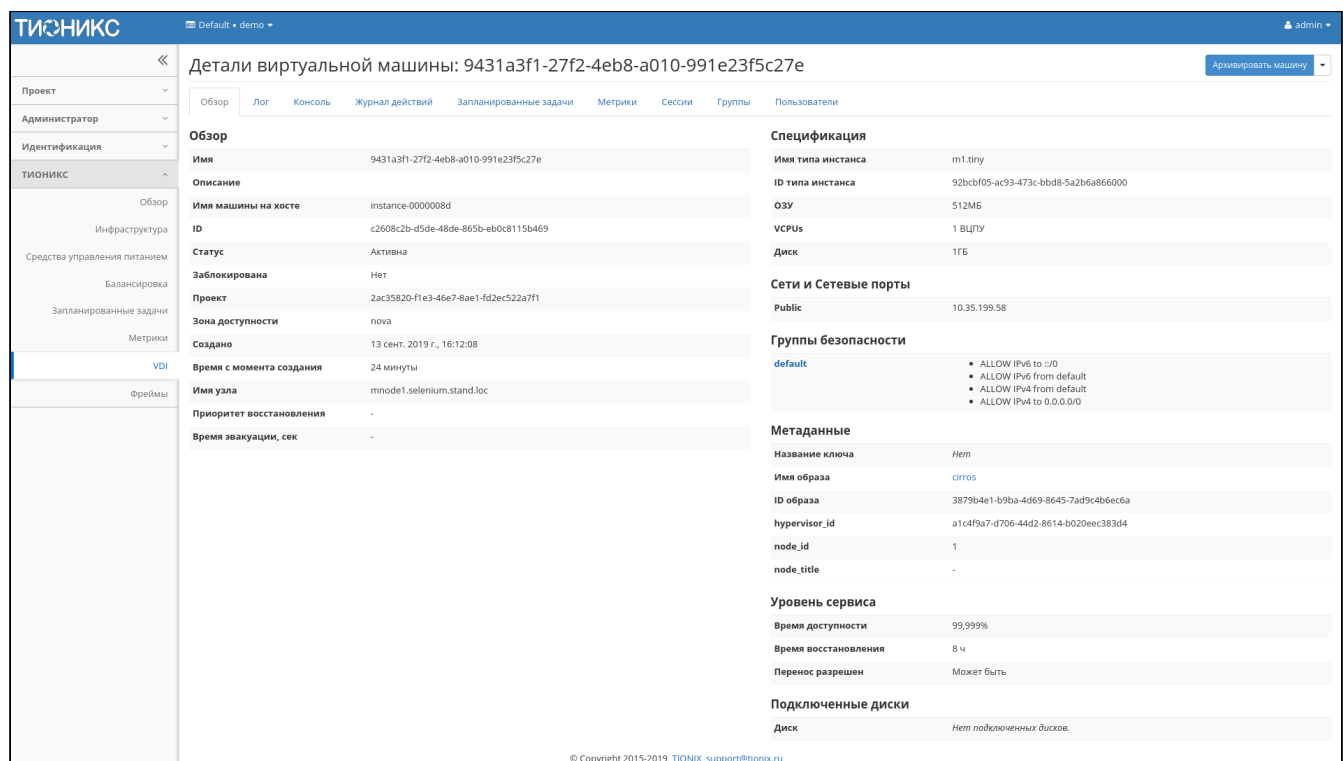 ТИОНИКС
Default • demo
admin
Детали виртуальной машины: 9431a3f1-27f2-4eb8-a010-991e23f5c27e
Архивировать машину
Проект
Администратор
Идентификация
ТИОНИКС
Обзор
Инфраструктура
Средства управления питанием
Балансировка
Запланированные задачи
Метрики
VDI
Фреймы
Обзор Лог Консоль Журнал действий Запланированные задачи Метрики Сессии Группы Пользователи
Обзор
Имя 9431a3f1-27f2-4eb8-a010-991e23f5c27e
Описание
Имя машины на хосте instance-0000008d
ID c2608c2b-d5de-48de-865b-eb0c8115b469
Статус Активна
Заблокирована Нет
Проект 2ac35820-f1e3-46e7-8ae1-fd2ec522a7f1
Зона доступности nova
Создано 13 сент. 2019 г., 16:12:08
Время с момента создания 24 минуты
Имя узла mnode1.selenium.stand.loc
Приоритет восстановления -
Время эвакуации, сек -
Спецификация
Имя типа инстанса m1.tiny
ID типа инстанса 92bcbf05-ac93-473c-bbd8-5a2b6a866000
ОЗУ 512МБ
VCPUs 1 ВЦПУ
Диск 1ГБ
Сети и Сетевые порты
Public 10.35.199.58
Группы безопасности
default • ALLOW IPv6 to ::/0
• ALLOW IPv6 from default
• ALLOW IPv4 from default
• ALLOW IPv4 to 0.0.0.0/0
Метаданные
Название ключа Нет
Имя образа cirros
ID образа 3879b4e1-b9ba-4d69-8645-7ad9c4b6ec6a
hypervisor_id a1c4f9a7-d706-44d2-8614-b020eec383d4
node_id 1
node_title -
Уровень сервиса
Время доступности 99,999%
Время восстановления 8 ч
Перенос разрешен Может быть
Подключенные диски
Диск Нет подключенных дисков.
© Copyright 2015-2019 TIONIX support@tionix.ru